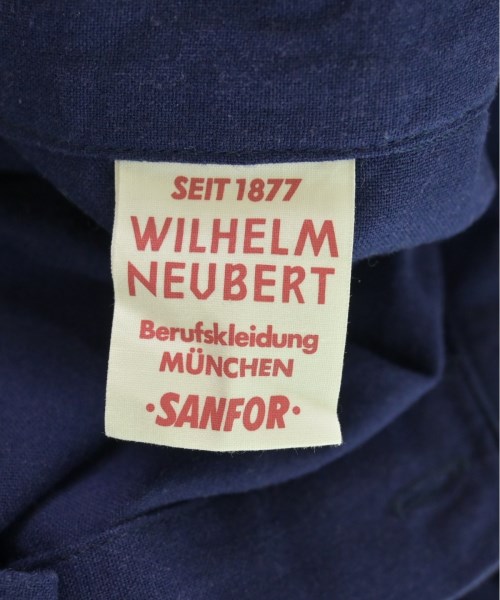 SEIT 1877
WILHELM
NEUBERT
Berufskleidung
MÜNCHEN
·SANFOR·